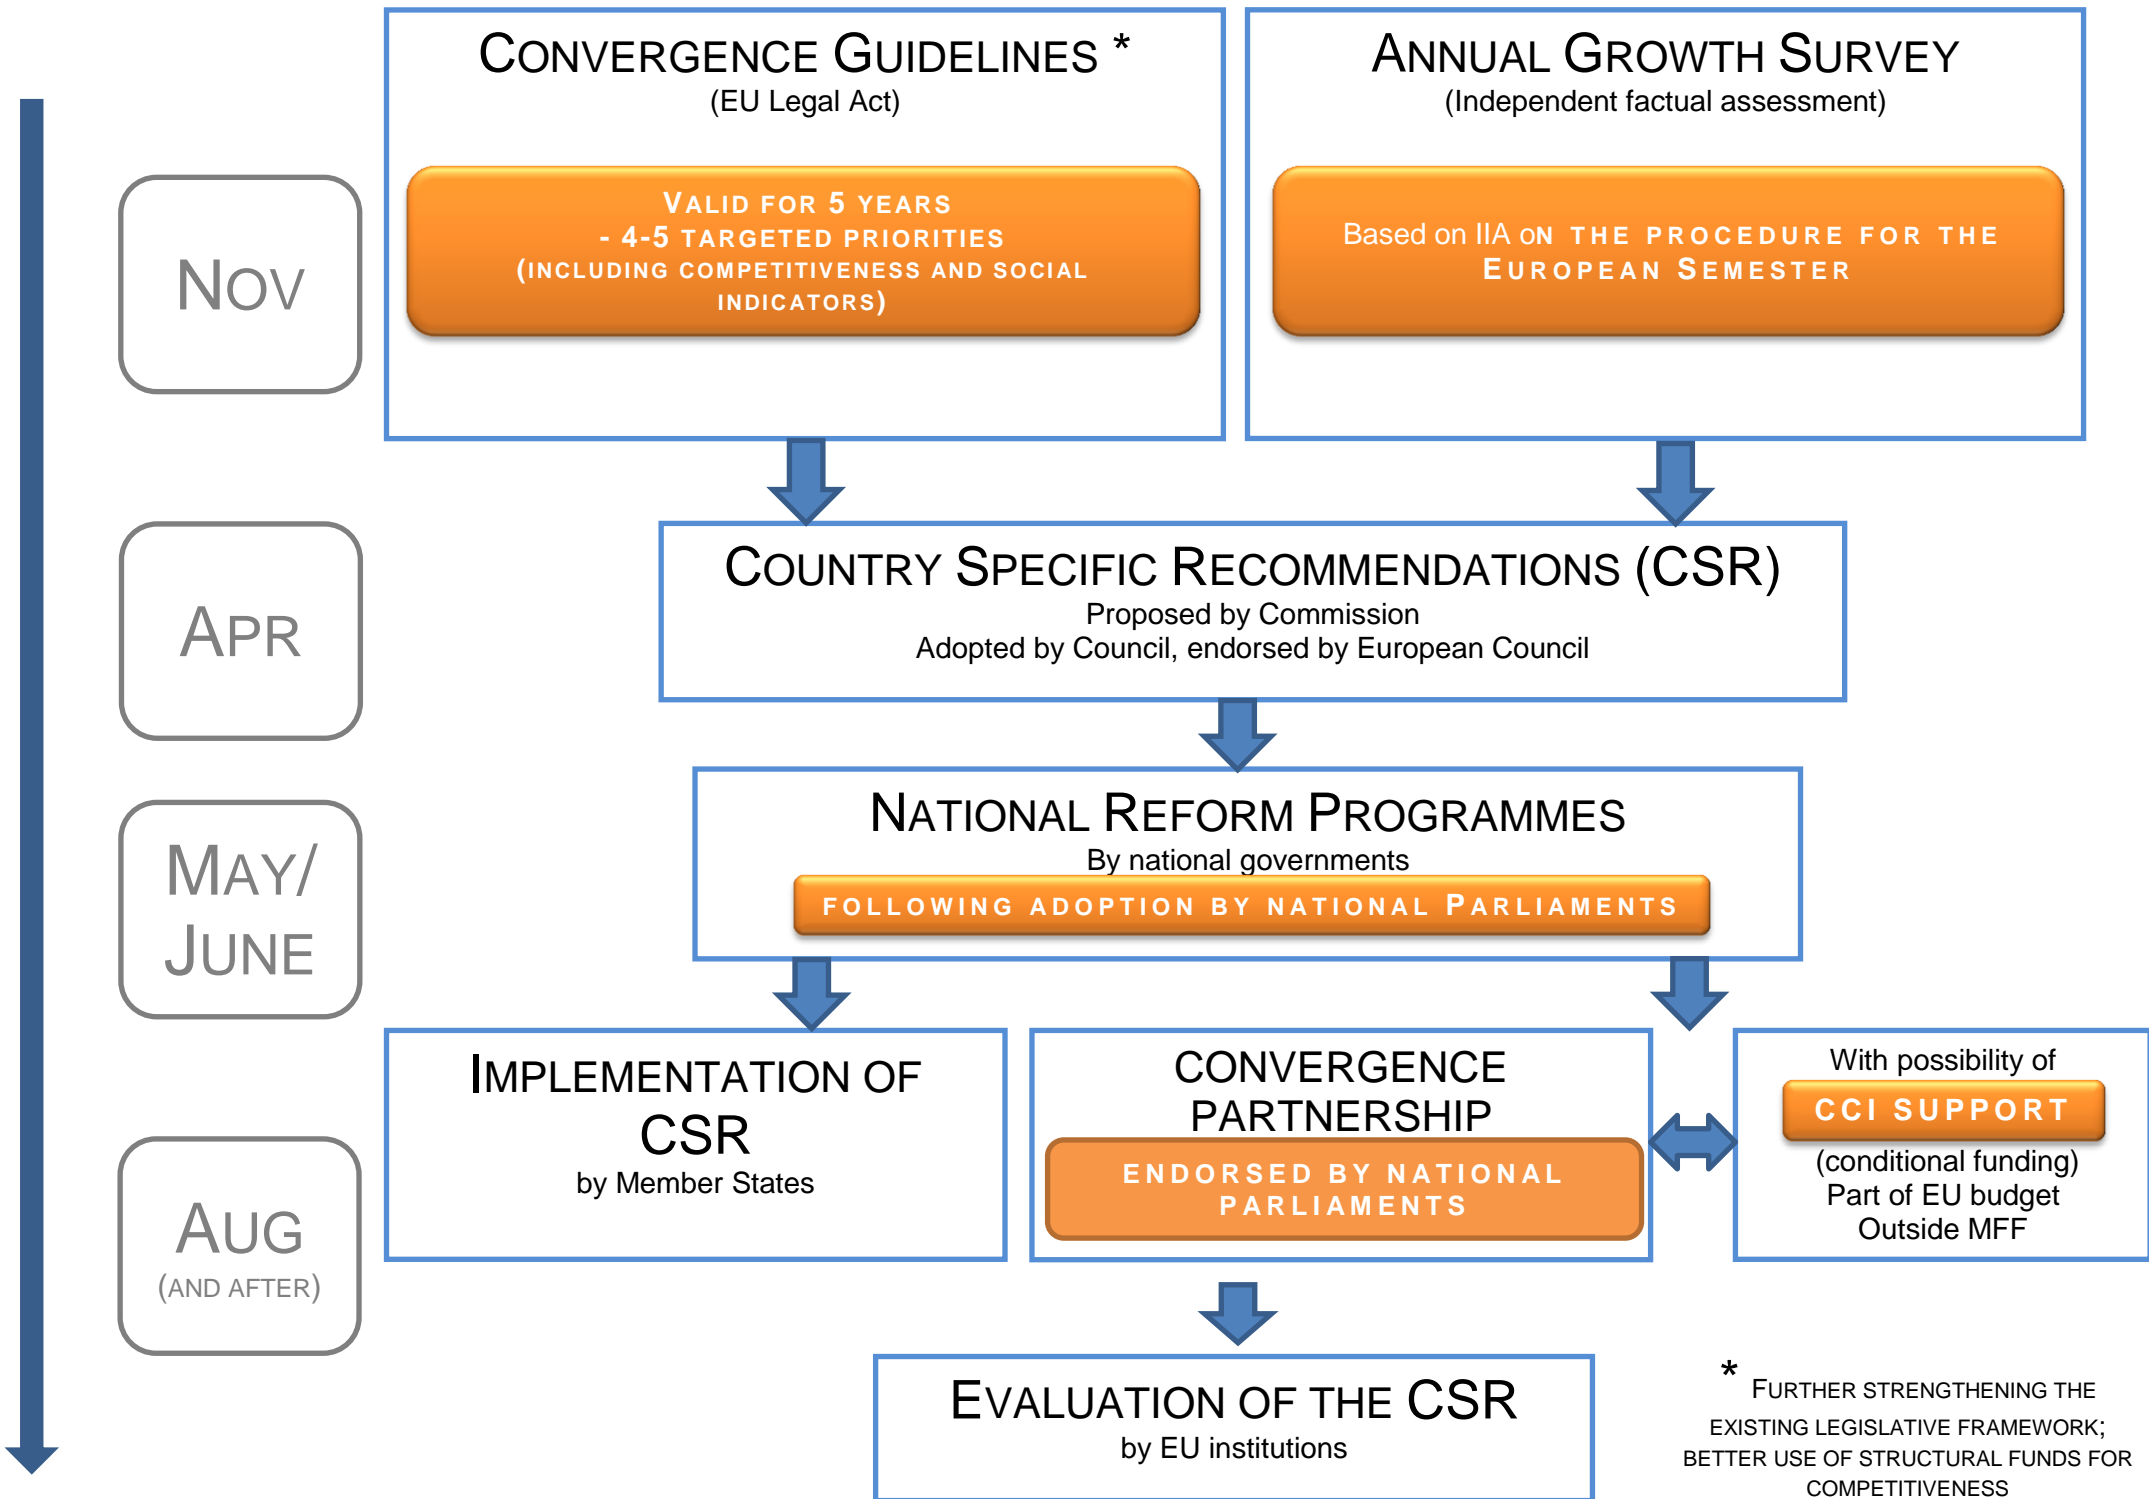 CONVERGENCE GUIDELINES *
(EU Legal Act)
VALID FOR 5 YEARS
- 4-5 TARGETED PRIORITIES
(INCLUDING COMPETITIVENESS AND SOCIAL
INDICATORS)
ANNUAL GROWTH SURVEY
(Independent factual assessment)
Based on IIA oN THE PROCEDURE FOR THE
EUROPEAN SEMESTER
NOV
COUNTRY SPECIFIC RECOMMENDATIONS (CSR)
Proposed by Commission
Adopted by Council, endorsed by European Council
APR
NATIONAL REFORM PROGRAMMES
By national governments
FOLLOWING ADOPTION BY NATIONAL PARLIAMENTS
MAY/
JUNE
IMPLEMENTATION OF
CSR
by Member States
CONVERGENCE
PARTNERSHIP
ENDORSED BY NATIONAL
PARLIAMENTS
With possibility of
CCI SUPPORT
(conditional funding)
Part of EU budget
Outside MFF
AUG
(AND AFTER)
EVALUATION OF THE CSR
by EU institutions
* FURTHER STRENGTHENING THE
EXISTING LEGISLATIVE FRAMEWORK;
BETTER USE OF STRUCTURAL FUNDS FOR
COMPETITIVENESS